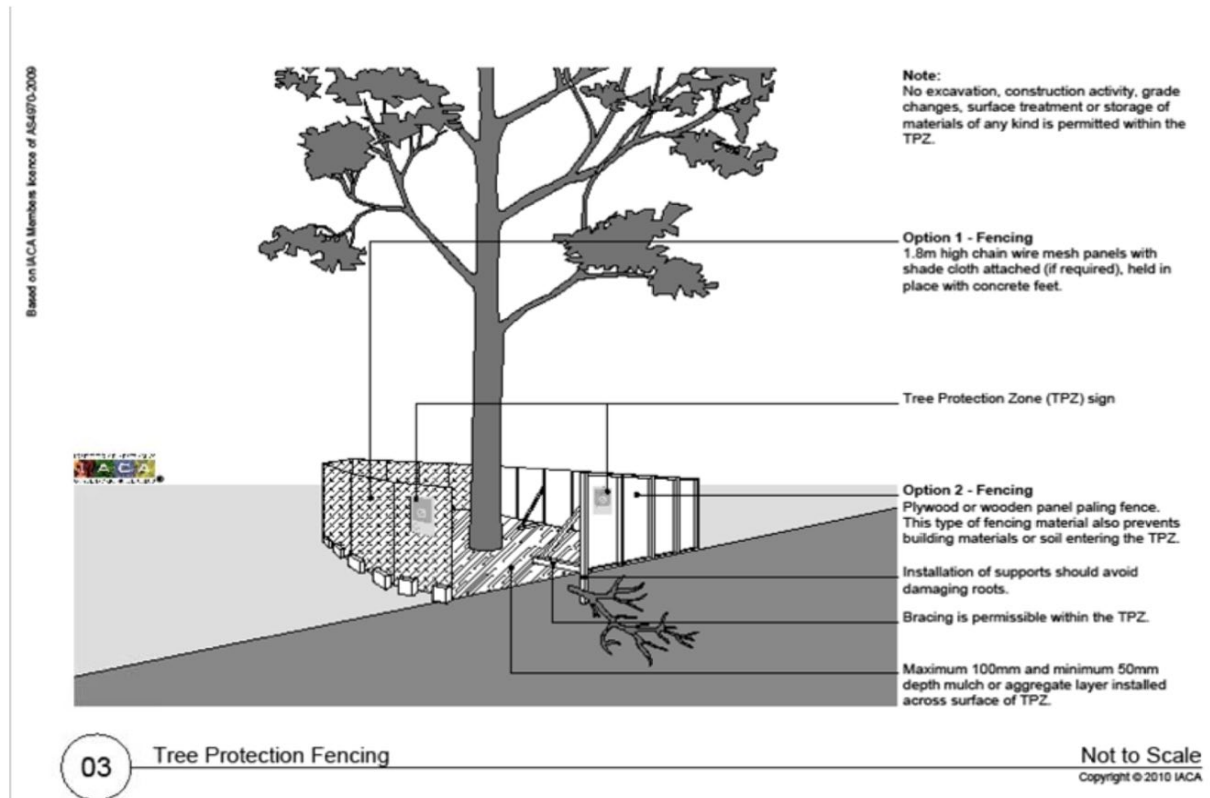 Based on IACA Members licence of AS4970-2009
Note:
No excavation, construction activity, grade
changes, surface treatment or storage of
materials of any kind is permitted within the
TPZ.
Option 1 - Fencing
1.8m high chain wire mesh panels with
shade cloth attached (if required), held in
place with concrete feet.
Tree Protection Zone (TPZ) sign
IACA
Option 2 - Fencing
Plywood or wooden panel paling fence.
This type of fencing material also prevents
building materials or soil entering the TPZ.
Installation of supports should avoid
damaging roots.
Bracing is permissible within the TPZ.
Maximum 100mm and minimum 50mm
depth mulch or aggregate layer installed
across surface of TPZ.
03 Tree Protection Fencing
Not to Scale
Copyright © 2010 IACA